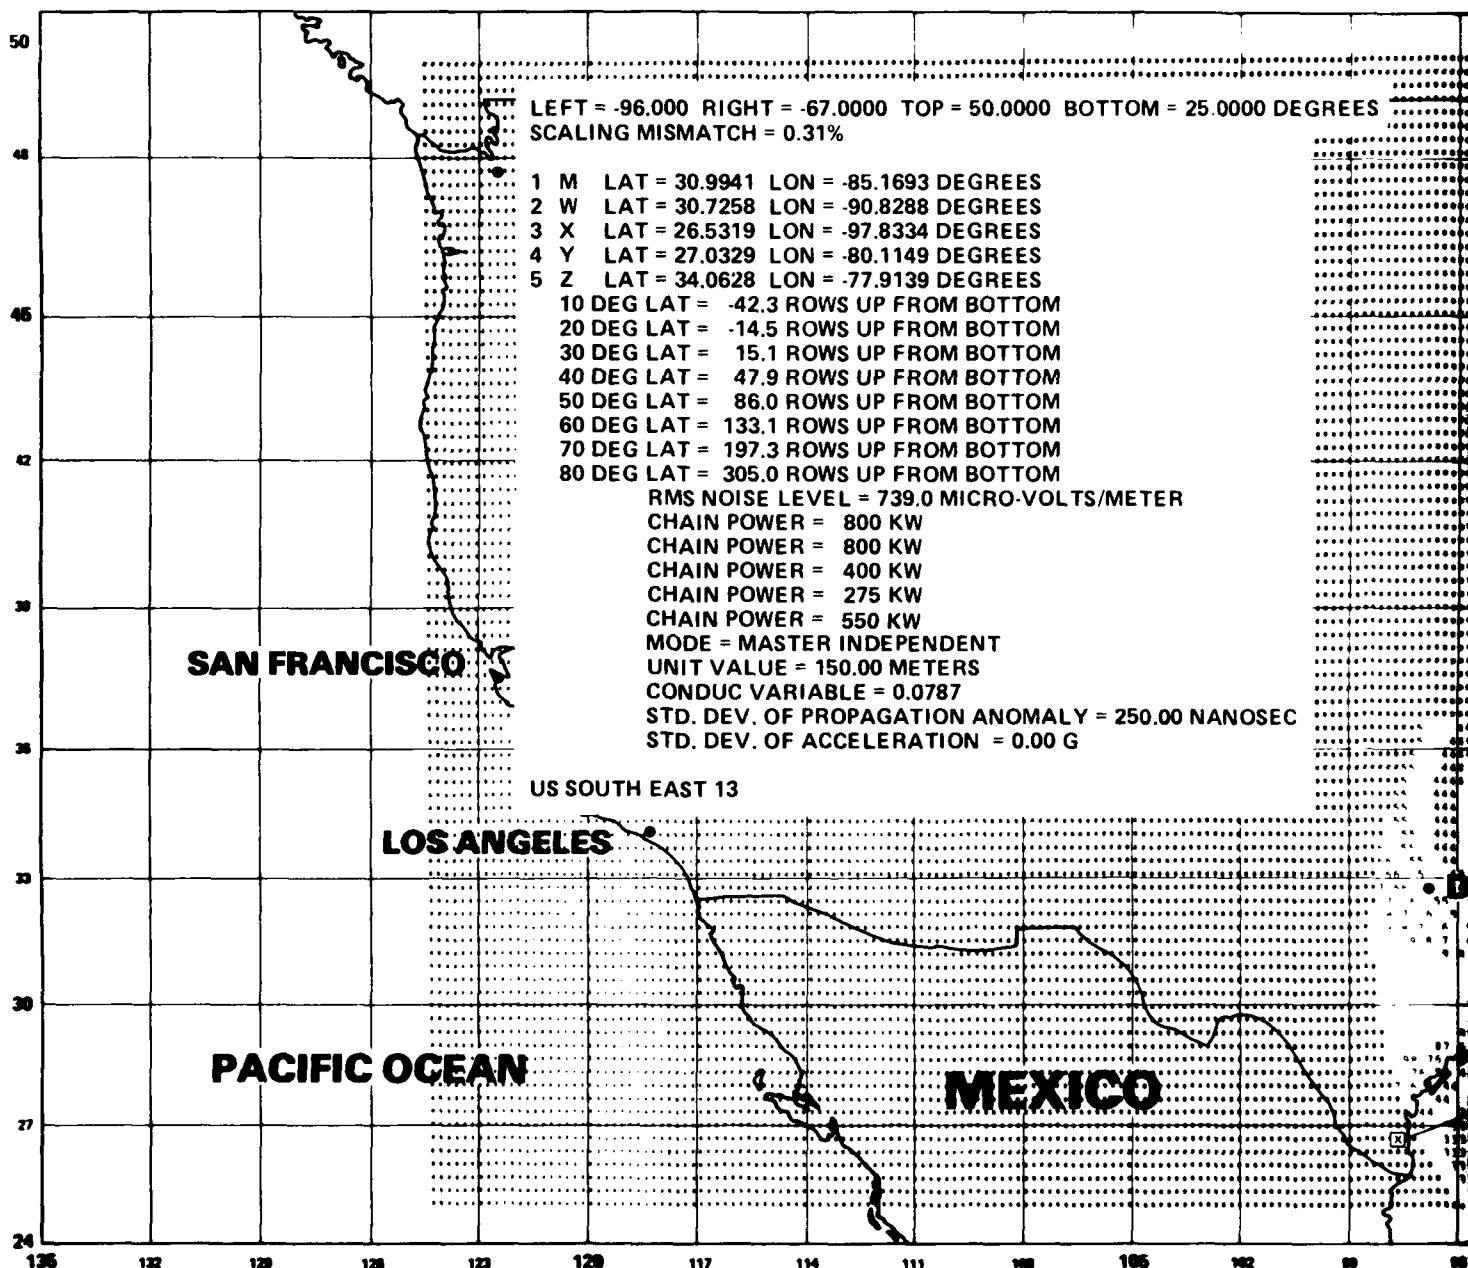 50
LEFT = -96.000 RIGHT = -67.0000 TOP = 50.0000 BOTTOM = 25.0000 DEGREES
SCALING MISMATCH = 0.31%
48
1 M LAT = 30.9941 LON = -85.1693 DEGREES
2 W LAT = 30.7258 LON = -90.8288 DEGREES
3 X LAT = 26.5319 LON = -97.8334 DEGREES
4 Y LAT = 27.0329 LON = -80.1149 DEGREES
5 Z LAT = 34.0628 LON = -77.9139 DEGREES
10 DEG LAT = -42.3 ROWS UP FROM BOTTOM
45
20 DEG LAT = -14.5 ROWS UP FROM BOTTOM
30 DEG LAT = 15.1 ROWS UP FROM BOTTOM
40 DEG LAT = 47.9 ROWS UP FROM BOTTOM
50 DEG LAT = 86.0 ROWS UP FROM BOTTOM
60 DEG LAT = 133.1 ROWS UP FROM BOTTOM
70 DEG LAT = 197.3 ROWS UP FROM BOTTOM
42
80 DEG LAT = 305.0 ROWS UP FROM BOTTOM
RMS NOISE LEVEL = 739.0 MICRO-VOLTS/METER
CHAIN POWER = 800 KW
CHAIN POWER = 800 KW
CHAIN POWER = 400 KW
CHAIN POWER = 275 KW
CHAIN POWER = 550 KW
MODE = MASTER INDEPENDENT
UNIT VALUE = 150.00 METERS
CONDUC VARIABLE = 0.0787
STD. DEV. OF PROPAGATION ANOMALY = 250.00 NANOSEC
STD. DEV. OF ACCELERATION = 0.00 G
SAN FRANCISCO
36
US SOUTH EAST 13
LOS ANGELES
33
30
PACIFIC OCEAN
MEXICO
27
X
24
136 132 129 126 123 120 117 114 111 108 105 102 99